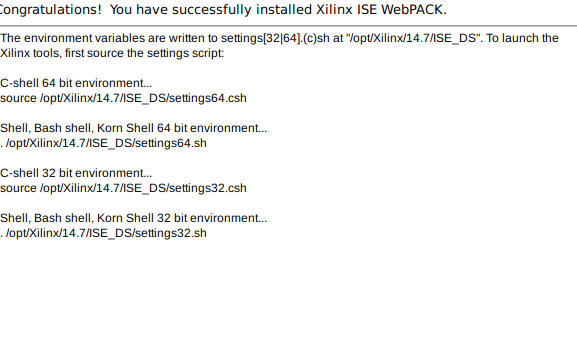 Congratulations! You have successfully installed Xilinx ISE WebPACK.
The environment variables are written to settings[32|64].(c)sh at "/opt/Xilinx/14.7/ISE_DS". To launch the
Xilinx tools, first source the settings script:
C-shell 64 bit environment...
source /opt/Xilinx/14.7/ISE_DS/settings64.csh
Shell, Bash shell, Korn Shell 64 bit environment...
. /opt/Xilinx/14.7/ISE_DS/settings64.sh
C-shell 32 bit environment...
source /opt/Xilinx/14.7/ISE_DS/settings32.csh
Shell, Bash shell, Korn Shell 32 bit environment...
. /opt/Xilinx/14.7/ISE_DS/settings32.sh